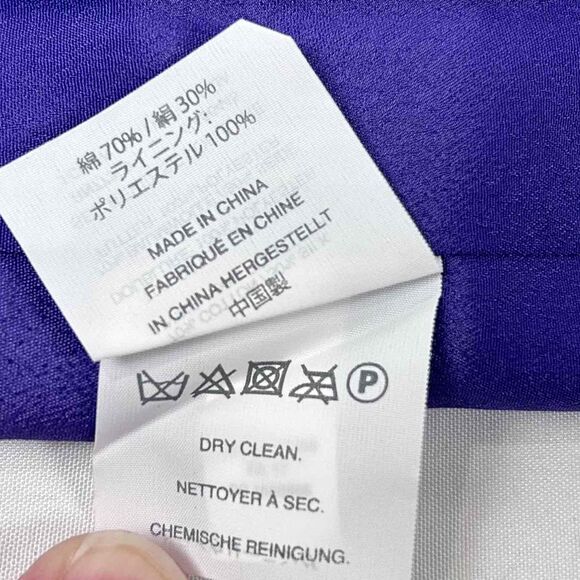 綿 70% / 絹 30%
ライニング:
ポリエステル 100%
MADE IN CHINA
FABRIQUÉ EN CHINE
IN CHINA HERGESTELLT
中国製
P
DRY CLEAN.
NETTOYER À SEC.
CHEMISCHE REINIGUNG.